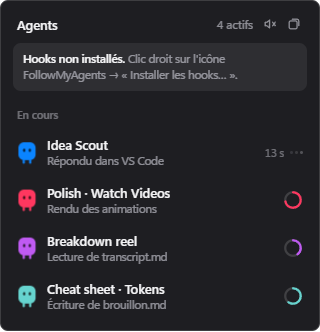 Agents
4 actifs
Hooks non installés. Clic droit sur l'icône
FollowMyAgents → « Installer les hooks... ».
En cours
Idea Scout
13 s
Répondu dans VS Code
Polish · Watch Videos
Rendu des animations
Breakdown reel
Lecture de transcript.md
Cheat sheet · Tokens
Écriture de brouillon.md